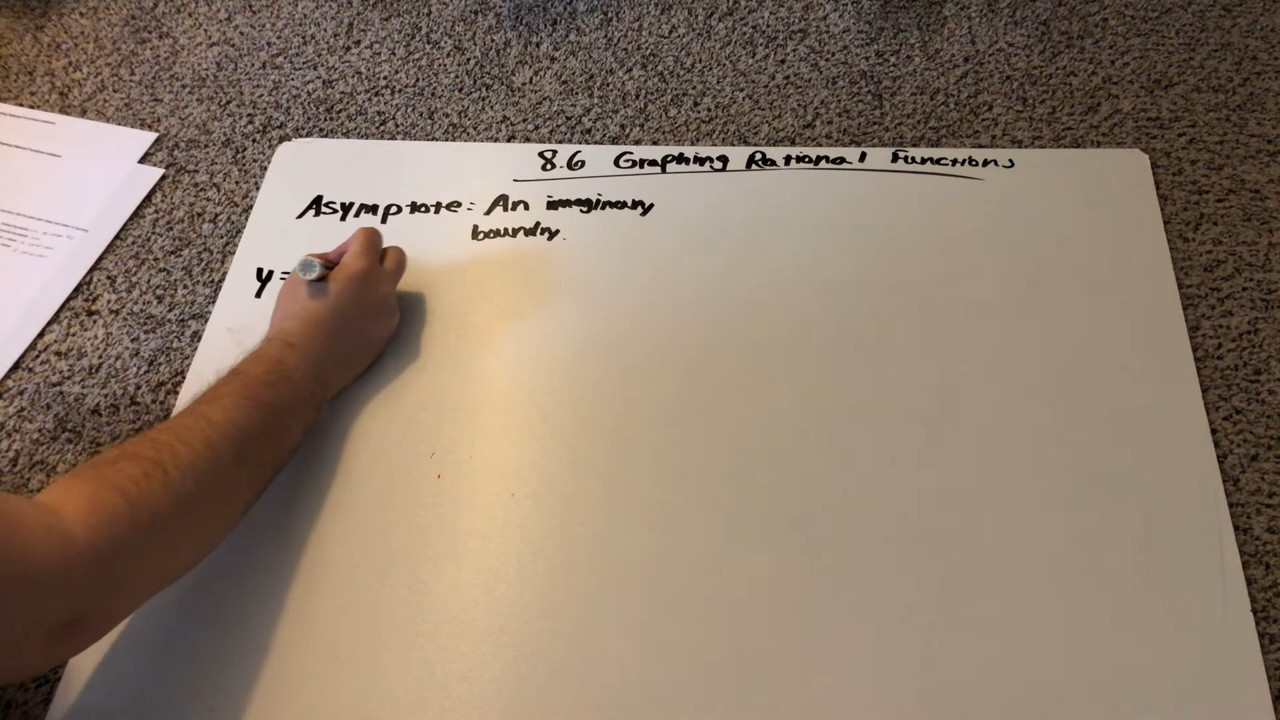 8.6 Graphing Rational Functions
Asymptote: An imaginary
boundry.
y=